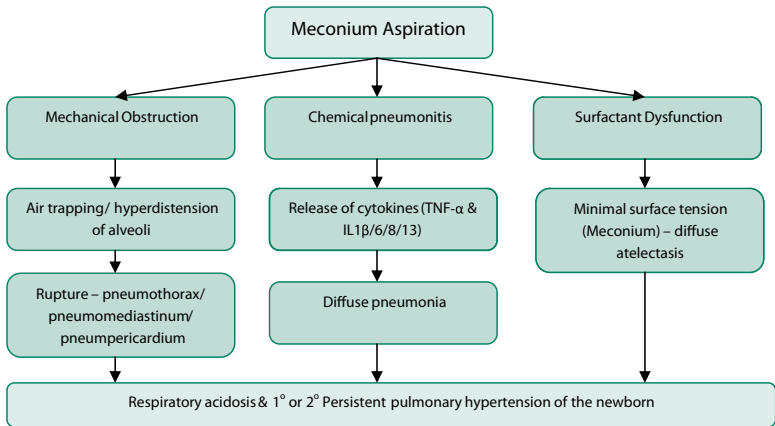 Meconium Aspiration
Mechanical Obstruction
Chemical pneumonitis
Surfactant Dysfunction
Air trapping/ hyperdistension
of alveoli
Release of cytokines (TNF-α &
IL1β/6/8/13)
Minimal surface tension
(Meconium) – diffuse
atelectasis
Rupture – pneumothorax/
pneumomediastinum/
pneumpericardium
Diffuse pneumonia
Respiratory acidosis & 1° or 2° Persistent pulmonary hypertension of the newborn